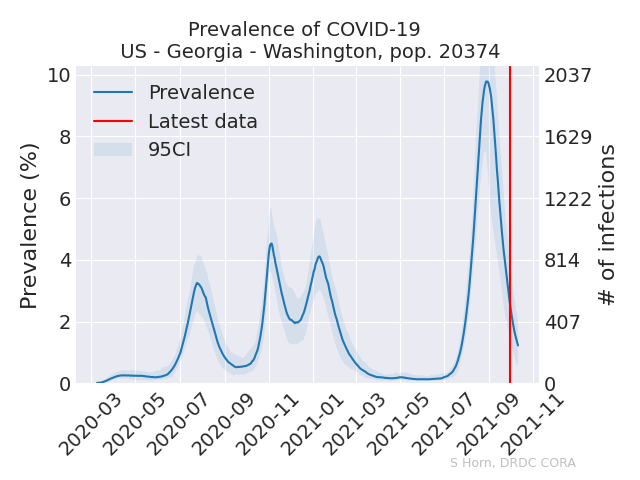 Prevalence of COVID-19
US - Georgia - Washington, pop. 20374
Prevalence (%)
10
8
6
4
2
0
Prevalence
Latest data
95CI
2037
1629
1222
814
407
0
# of infections
2020-03
2020-05
2020-07
2020-09
2020-11
2021-01
2021-03
2021-05
2021-07
2021-09
2021-11
S Horn, DRDC CORA